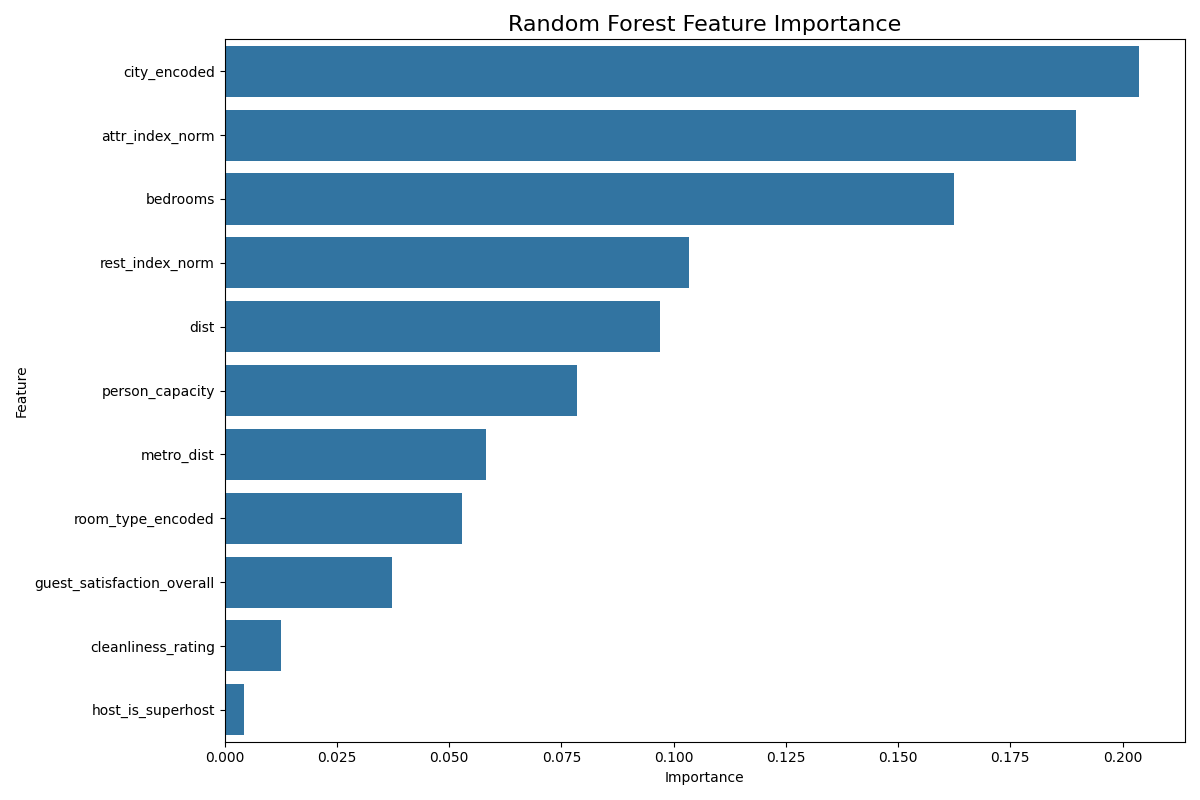 Random Forest Feature Importance
city_encoded
attr_index_norm
bedrooms
rest_index_norm
dist
person_capacity
metro_dist
room_type_encoded
guest_satisfaction_overall
cleanliness_rating
host_is_superhost
Feature
0.000 0.025 0.050 0.075 0.100 0.125 0.150 0.175 0.200
Importance